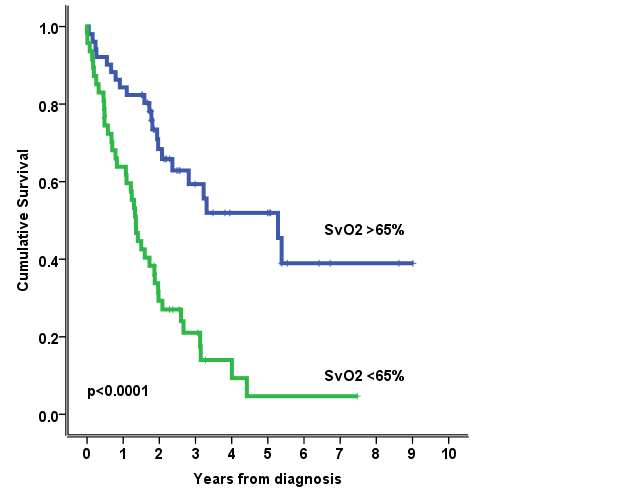 1.0
0.8
0.6
0.4
0.2
0.0
Cumulative Survival
SvO2 >65%
SvO2 <65%
p<0.0001
0 1 2 3 4 5 6 7 8 9 10
Years from diagnosis